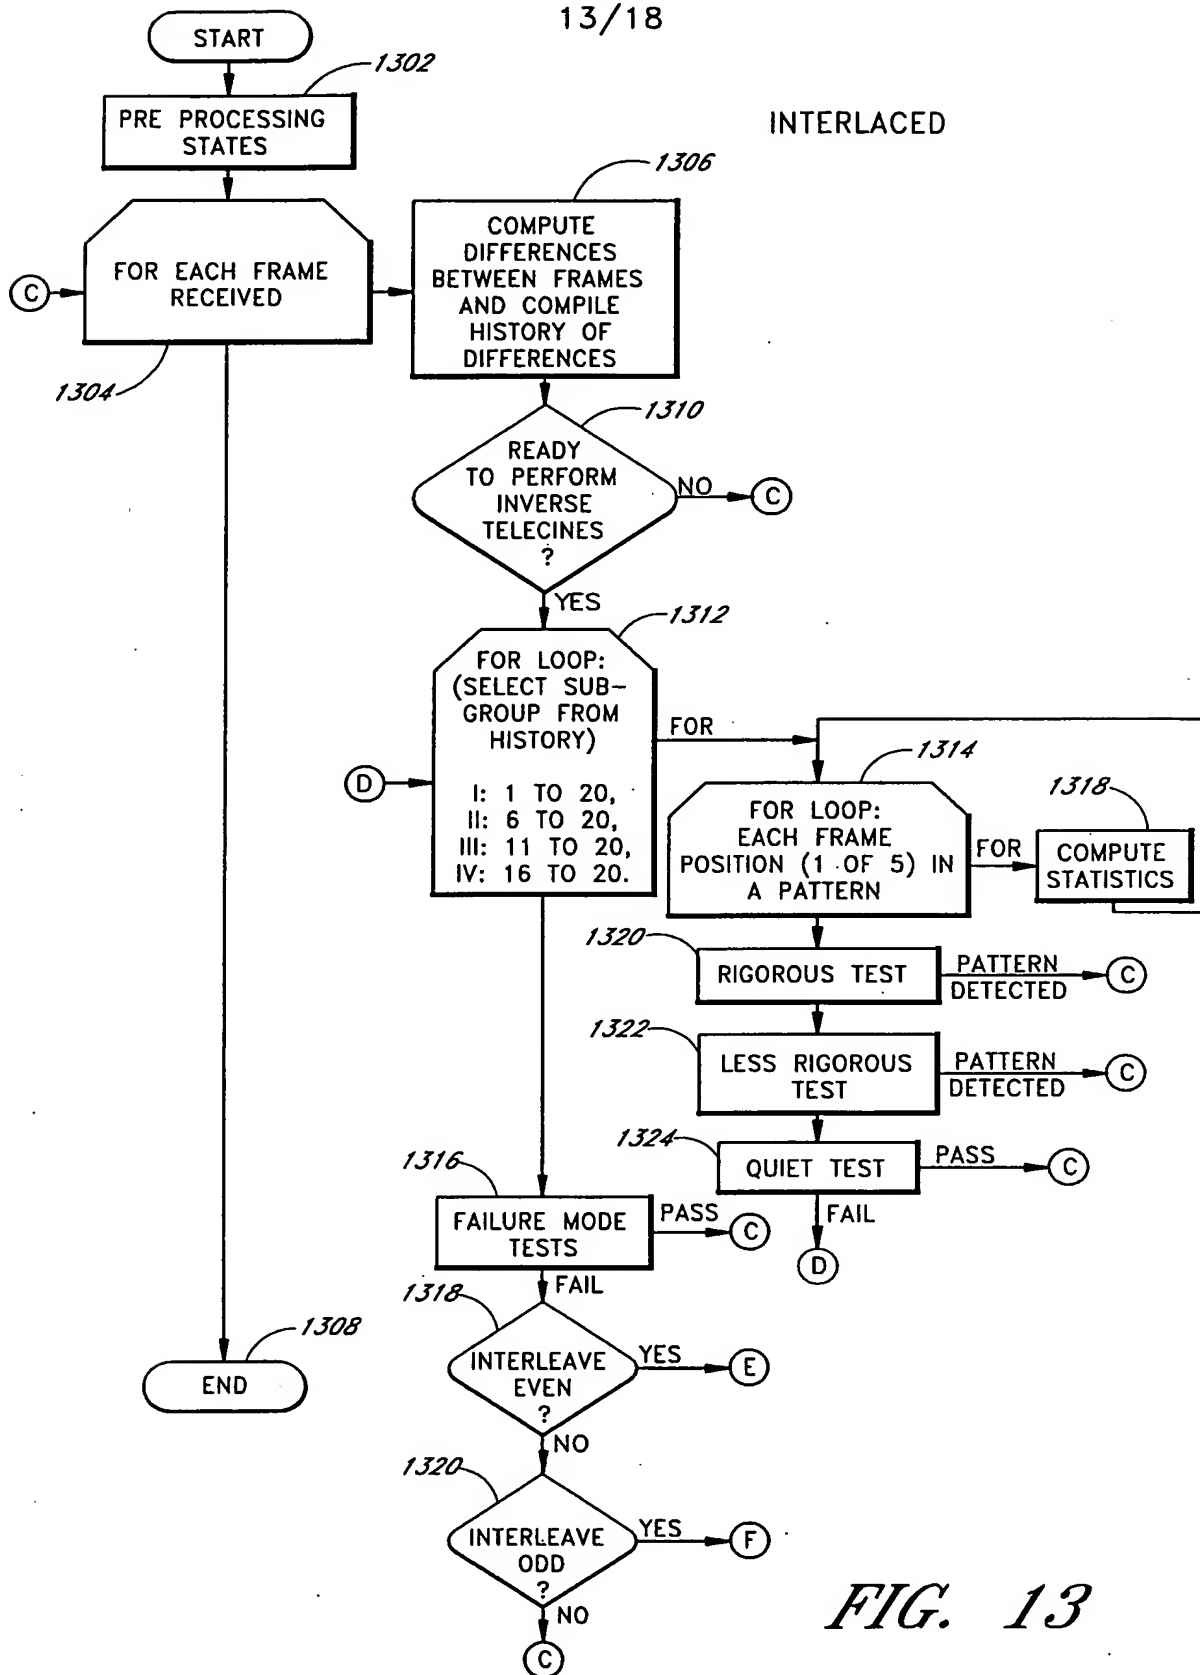 13/18
START
1302
PRE PROCESSING
STATES
INTERLACED
1306
COMPUTE
DIFFERENCES
BETWEEN FRAMES
AND COMPILE
HISTORY OF
DIFFERENCES
FOR EACH FRAME
RECEIVED
C
1304
1310
READY
TO PERFORM
INVERSE
TELECINES
?
NO
C
YES
1312
FOR LOOP:
(SELECT SUB-
GROUP FROM
HISTORY)
I: 1 TO 20,
II: 6 TO 20,
III: 11 TO 20,
IV: 16 TO 20.
D
FOR
1314
FOR LOOP:
EACH FRAME
POSITION (1 OF 5) IN
A PATTERN
FOR
1318
COMPUTE
STATISTICS
1320
RIGOROUS TEST
PATTERN
DETECTED
C
1322
LESS RIGOROUS
TEST
PATTERN
DETECTED
C
1324
QUIET TEST
PASS
C
FAIL
D
1316
FAILURE MODE
TESTS
PASS
C
FAIL
1318
INTERLEAVE
EVEN
?
YES
E
NO
1308
END
1320
INTERLEAVE
ODD
?
YES
F
NO
C
FIG. 13